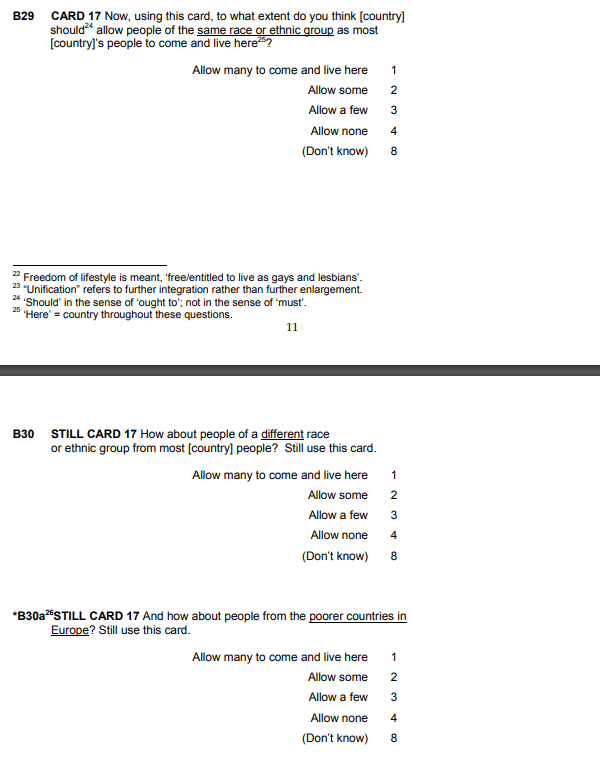 B29 CARD 17 Now, using this card, to what extent do you think [country]
should24 allow people of the same race or ethnic group as most
[country]'s people to come and live here25?
Allow many to come and live here 1
Allow some 2
Allow a few 3
Allow none 4
(Don't know) 8
22 Freedom of lifestyle is meant, 'free/entitled to live as gays and lesbians'.
23 "Unification" refers to further integration rather than further enlargement.
24 'Should' in the sense of 'ought to'; not in the sense of 'must'.
25 'Here' = country throughout these questions.
11
B30 STILL CARD 17 How about people of a different race
or ethnic group from most [country] people? Still use this card.
Allow many to come and live here 1
Allow some 2
Allow a few 3
Allow none 4
(Don't know) 8
*B30a26STILL CARD 17 And how about people from the poorer countries in
Europe? Still use this card.
Allow many to come and live here 1
Allow some 2
Allow a few 3
Allow none 4
(Don't know) 8